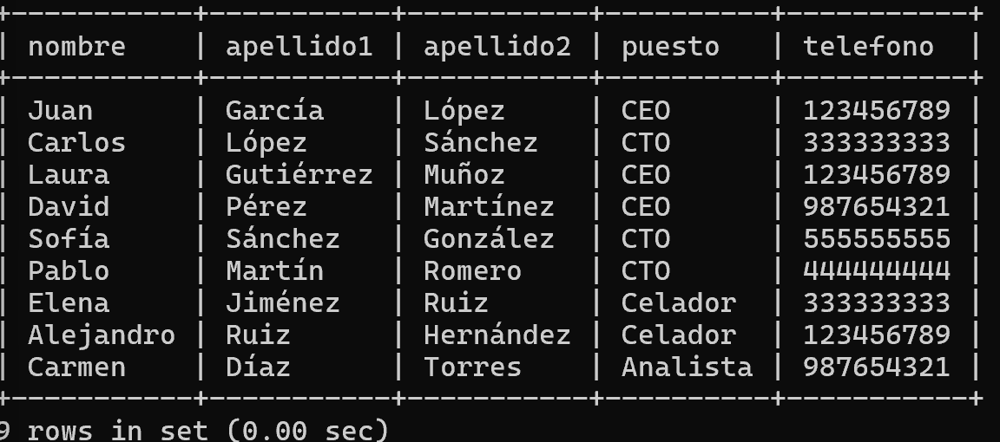 +-----------+-----------+-----------+----------+-----------+
| nombre    | apellido1 | apellido2 | puesto   | telefono  |
+-----------+-----------+-----------+----------+-----------+
| Juan      | García    | López     | CEO      | 123456789 |
| Carlos    | López     | Sánchez   | CTO      | 333333333 |
| Laura     | Gutiérrez | Muñoz     | CEO      | 123456789 |
| David     | Pérez     | Martínez  | CEO      | 987654321 |
| Sofía     | Sánchez   | González  | CTO      | 555555555 |
| Pablo     | Martín    | Romero    | CTO      | 444444444 |
| Elena     | Jiménez   | Ruiz      | Celador  | 333333333 |
| Alejandro | Ruiz      | Hernández | Celador  | 123456789 |
| Carmen    | Díaz      | Torres    | Analista | 987654321 |
+-----------+-----------+-----------+----------+-----------+
9 rows in set (0.00 sec)